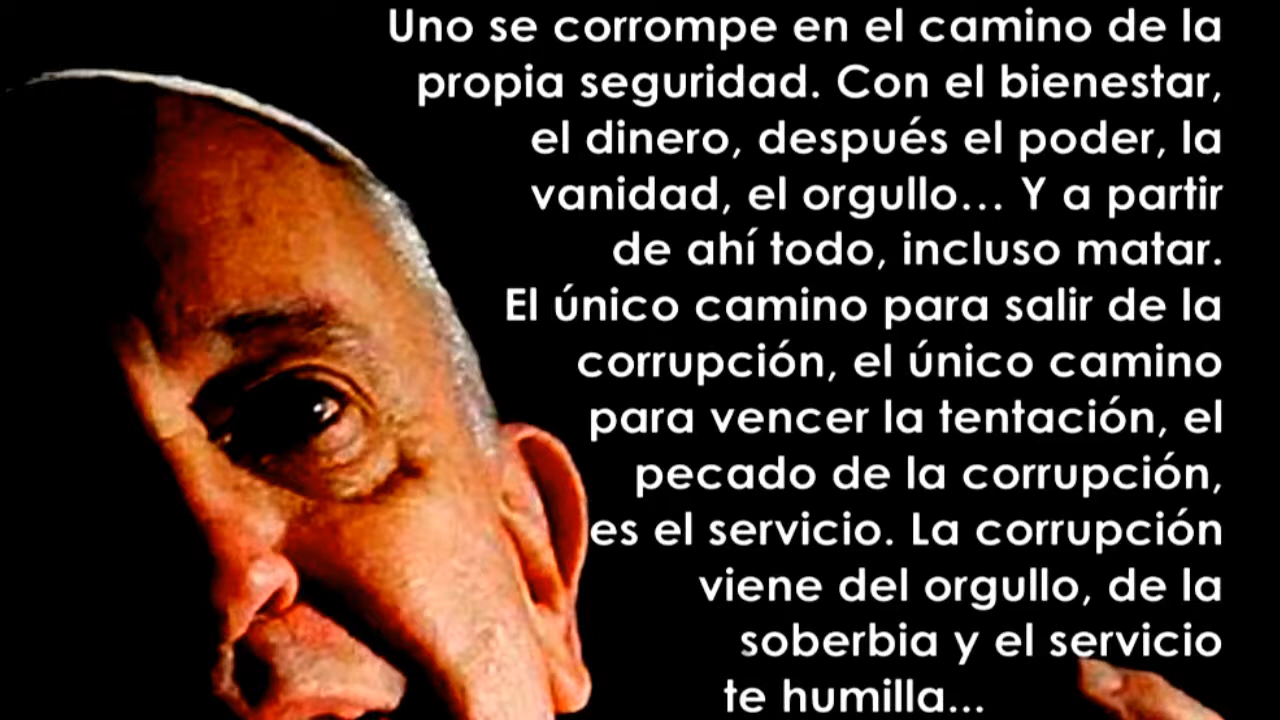 Uno se corrompe en el camino de la
propia seguridad. Con el bienestar,
el dinero, después el poder, la
vanidad, el orgullo... Y a partir
de ahí todo, incluso matar.
El único camino para salir de la
corrupción, el único camino
para vencer la tentación, el
pecado de la corrupción,
es el servicio. La corrupción
viene del orgullo, de la
soberbia y el servicio
te humilla...